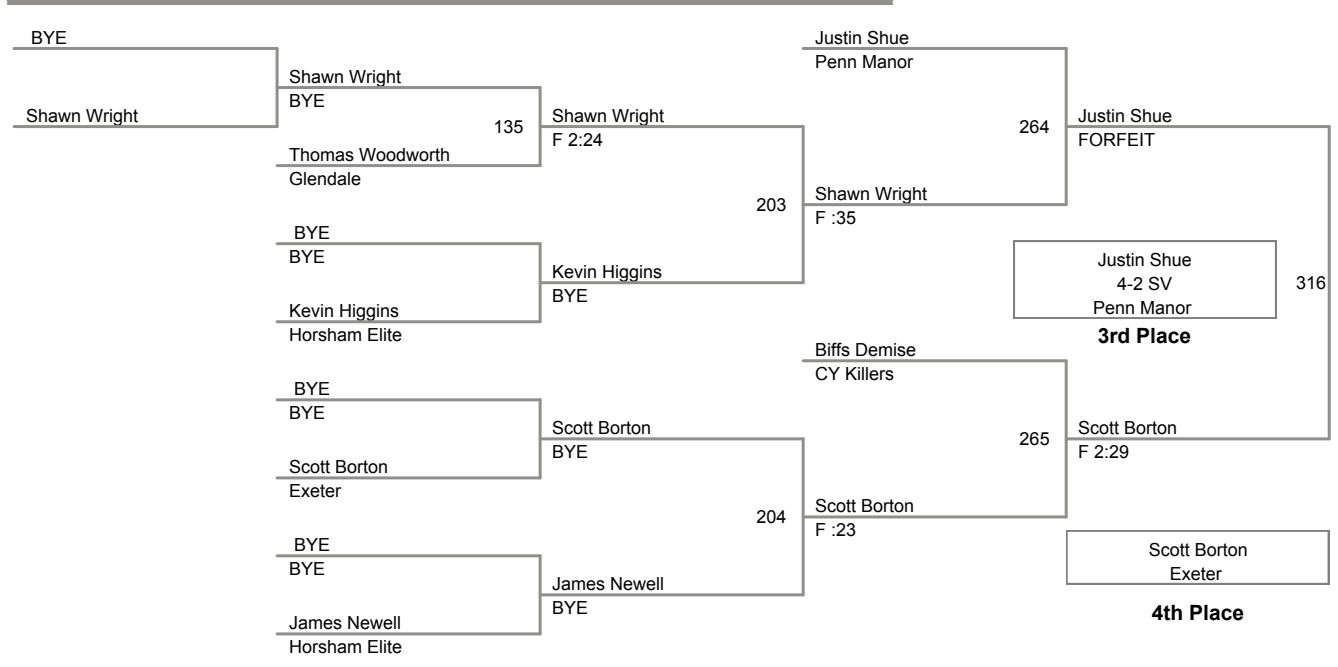 BYE
Shawn Wright
Shawn Wright
BYE
135
Thomas Woodworth
Glendale
Shawn Wright
F 2:24
BYE
BYE
Kevin Higgins
Horsham Elite
Kevin Higgins
BYE
203
Shawn Wright
F :35
Justin Shue
Penn Manor
264
Justin Shue
FORFEIT
Justin Shue
4-2 SV
Penn Manor
3rd Place
316
BYE
BYE
Scott Borton
Exeter
Scott Borton
BYE
BYE
BYE
James Newell
Horsham Elite
James Newell
BYE
204
Scott Borton
F :23
Biffs Demise
CY Killers
265
Scott Borton
F 2:29
Scott Borton
Exeter
4th Place